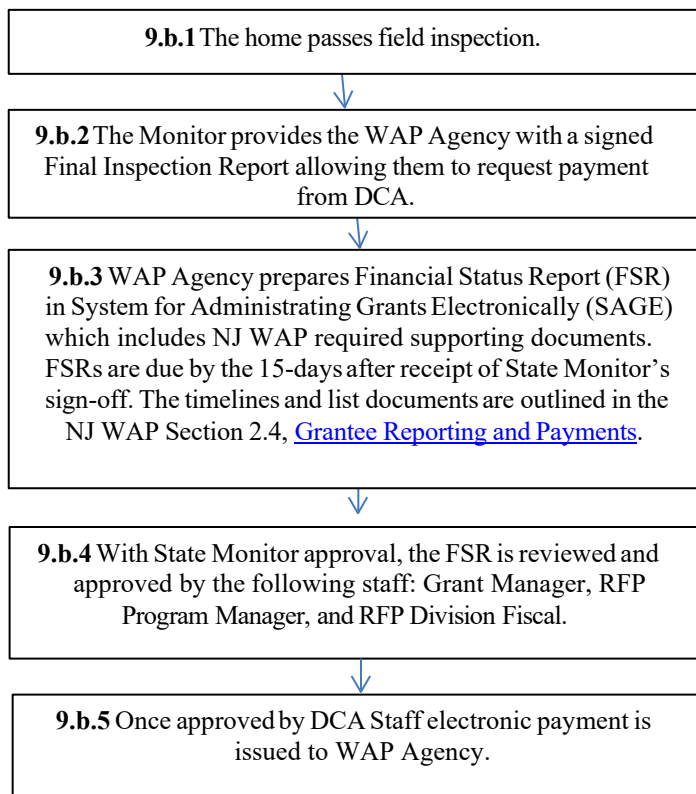 9.b.1 The home passes field inspection.
9.b.2 The Monitor provides the WAP Agency with a signed
Final Inspection Report allowing them to request payment
from DCA.
9.b.3 WAP Agency prepares Financial Status Report (FSR)
in System for Administrating Grants Electronically (SAGE)
which includes NJ WAP required supporting documents.
FSRs are due by the 15-days after receipt of State Monitor’s
sign-off. The timelines and list documents are outlined in the
NJ WAP Section 2.4, Grantee Reporting and Payments.
9.b.4 With State Monitor approval, the FSR is reviewed and
approved by the following staff: Grant Manager, RFP
Program Manager, and RFP Division Fiscal.
9.b.5 Once approved by DCA Staff electronic payment is
issued to WAP Agency.